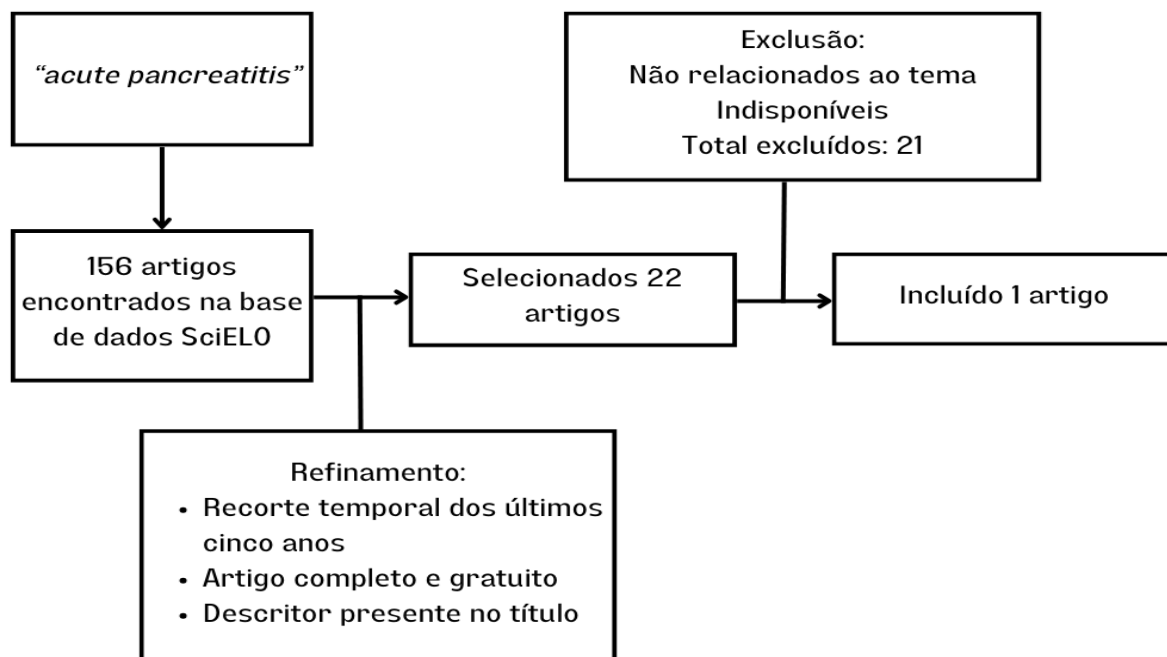 “acute pancreatitis”
156 artigos
encontrados na base
de dados SciELO
Refinamento:
• Recorte temporal dos últimos
cinco anos
• Artigo completo e gratuito
• Descritor presente no título
Selecionados 22
artigos
Exclusão:
Não relacionados ao tema
Indisponíveis
Total excluídos: 21
Incluído 1 artigo